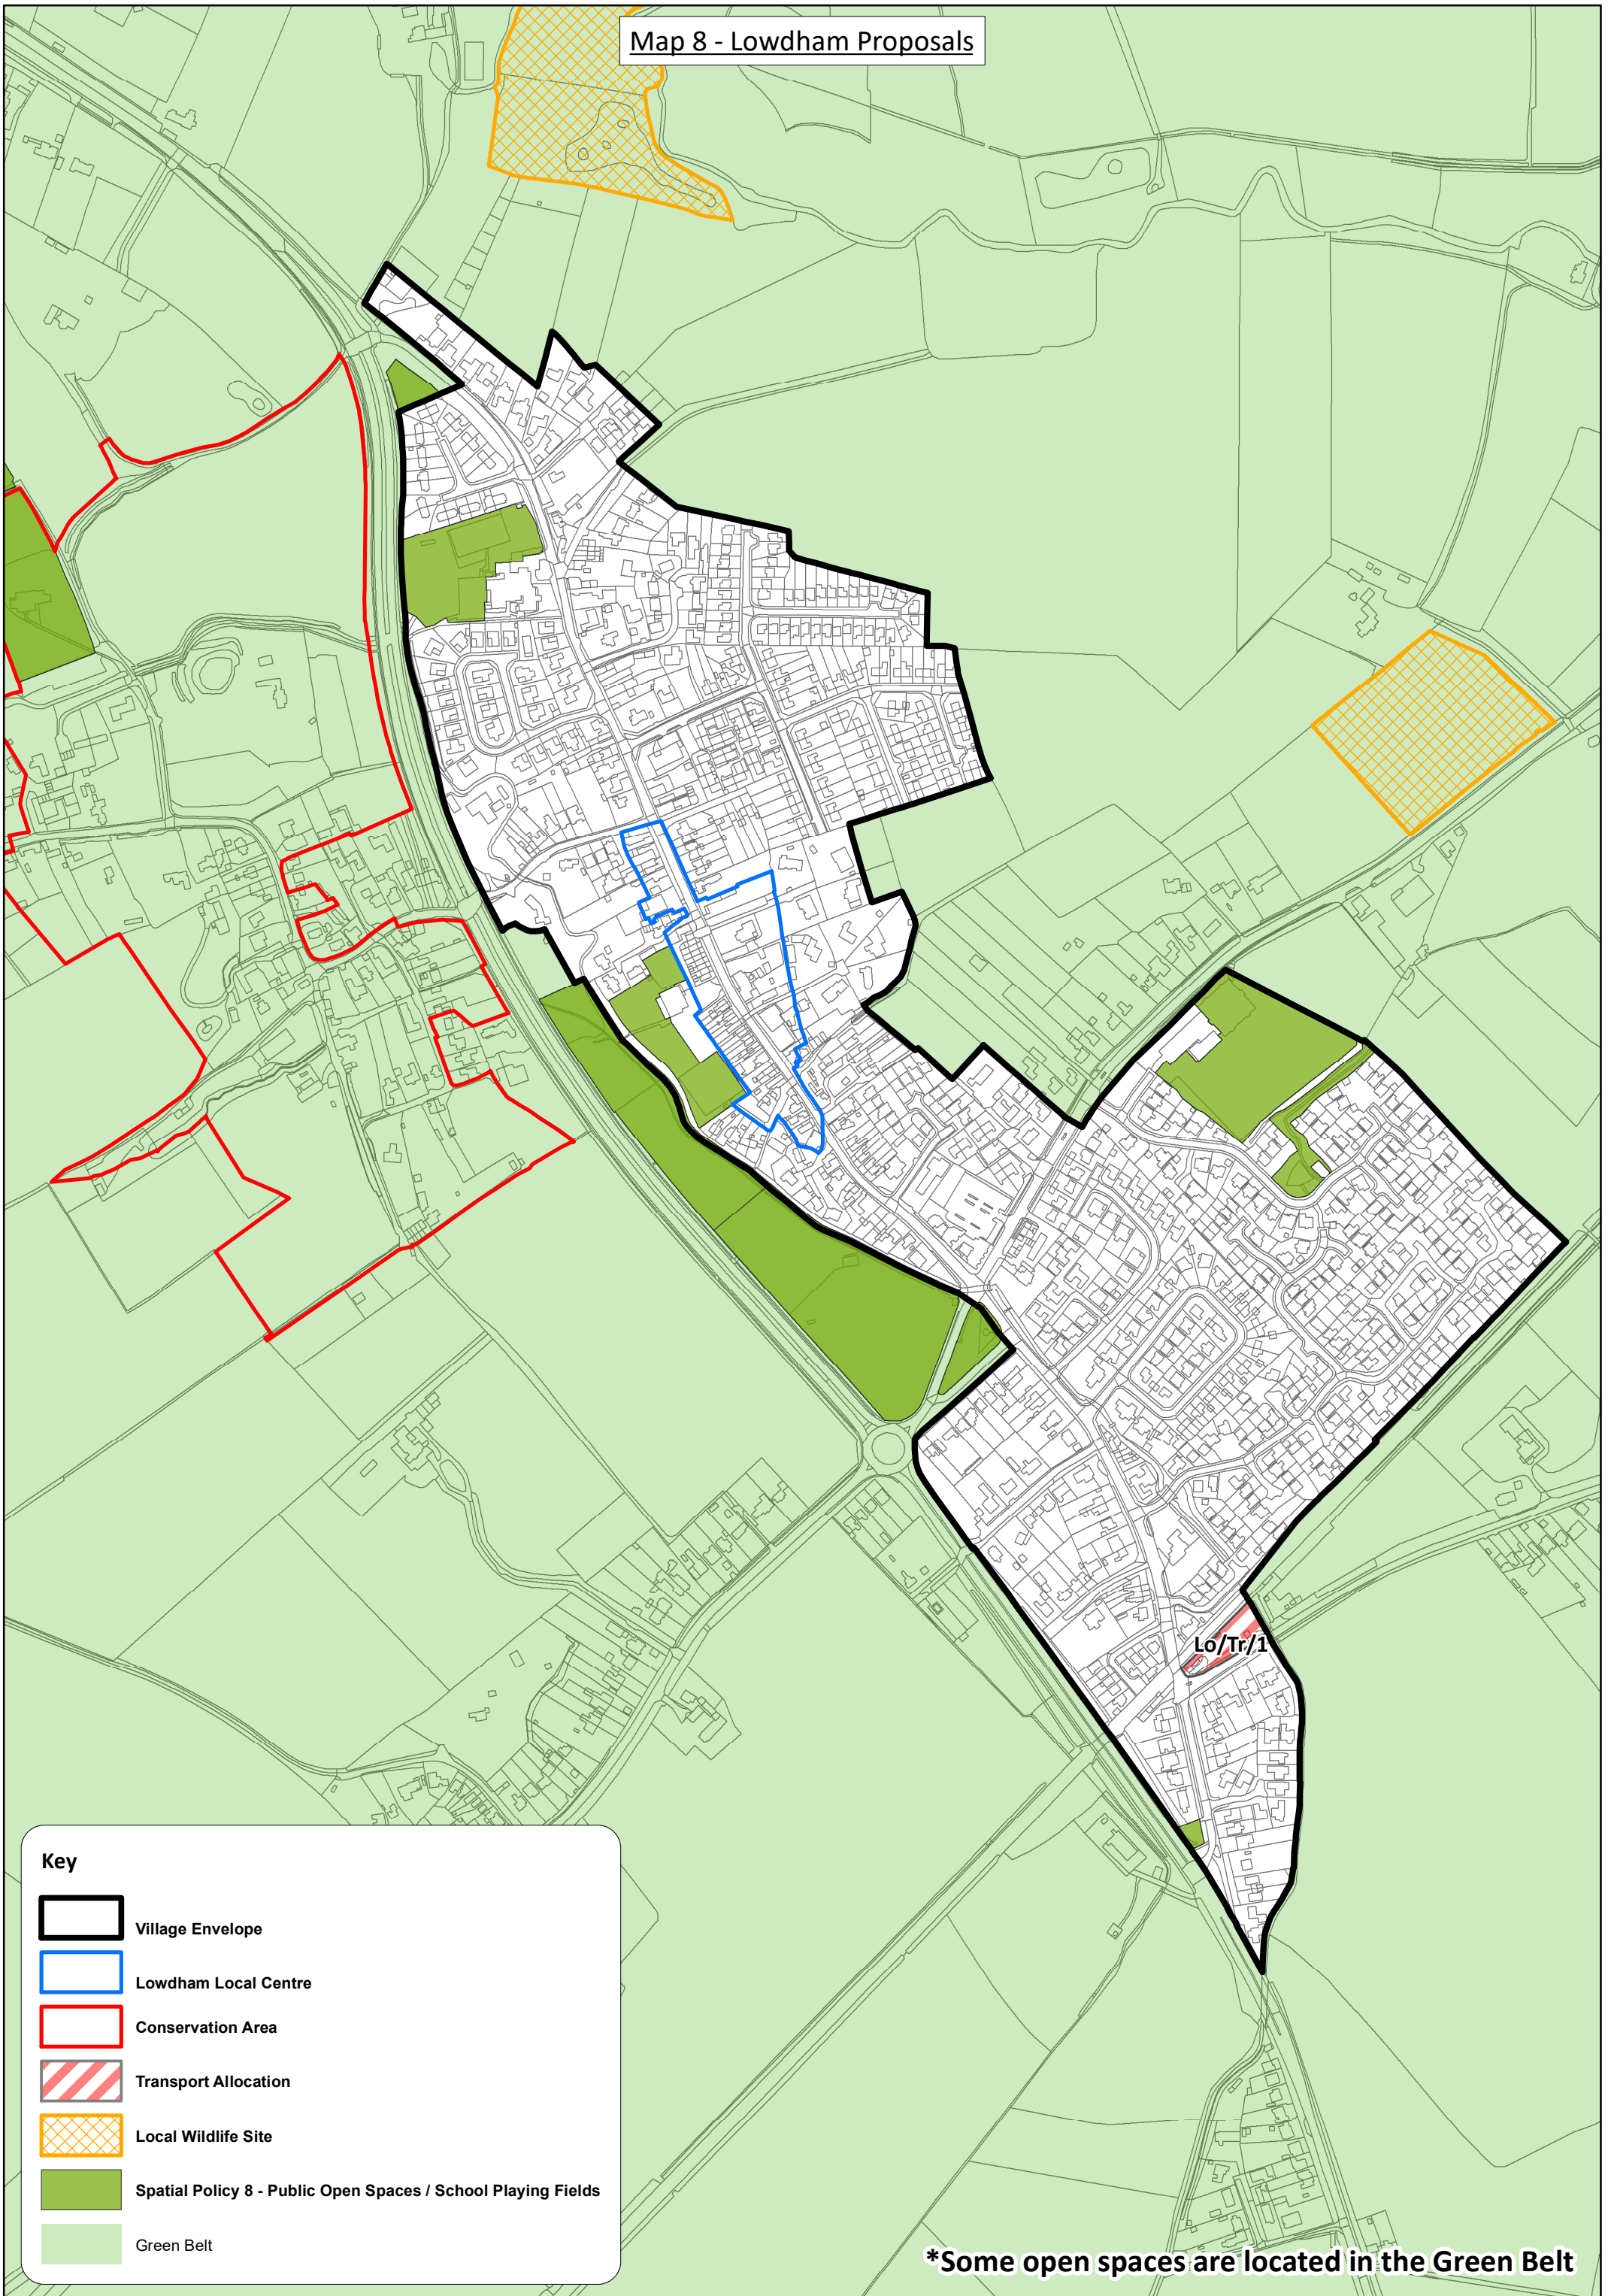 Map 8 - Lowdham Proposals
Lo/Tr/1
Key
Village Envelope
Lowdham Local Centre
Conservation Area
Transport Allocation
Local Wildlife Site
Spatial Policy 8 - Public Open Spaces / School Playing Fields
Green Belt
*Some open spaces are located in the Green Belt